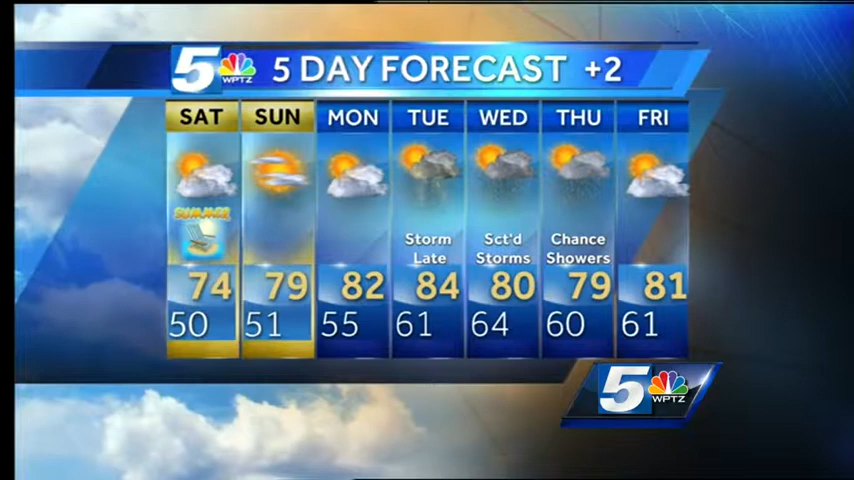 5 WPTZ 5 DAY FORECAST +2
SAT SUN MON TUE WED THU FRI
SUMMER
Storm Late Sct'd Storms Chance Showers
74 79 82 84 80 79 81
50 51 55 61 64 60 61
5 WPTZ